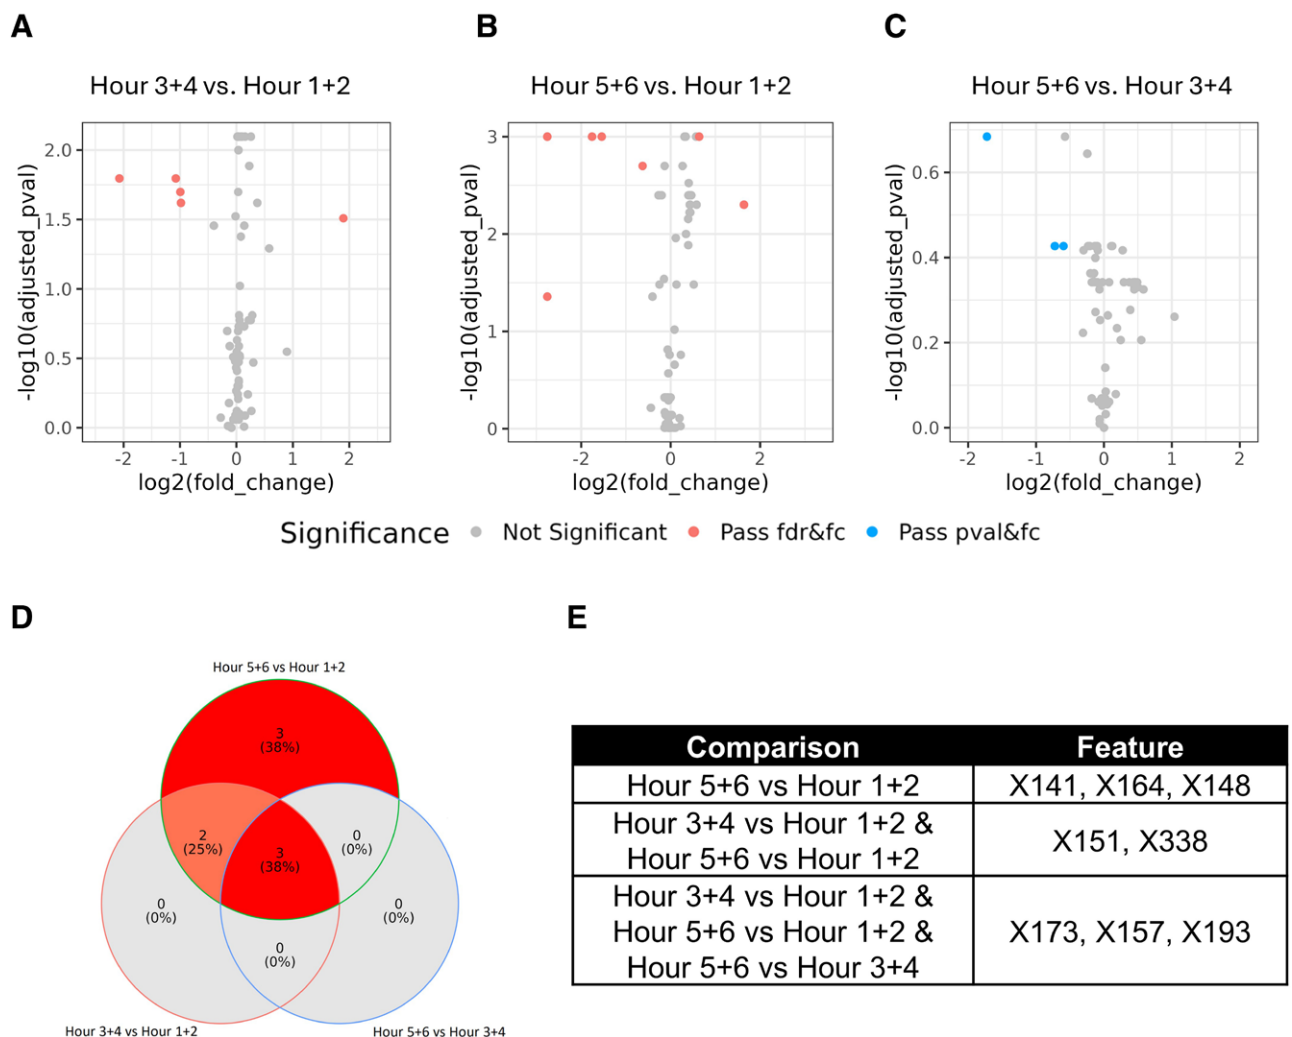 A
B
C
Hour 3+4 vs. Hour 1+2
Hour 5+6 vs. Hour 1+2
Hour 5+6 vs. Hour 3+4
-log10(adjusted_pval)
2.0
1.5
1.0
0.5
0.0
-2 -1 0 1 2
log2(fold_change)
-log10(adjusted_pval)
3
2
1
0
-2 0 2
log2(fold_change)
-log10(adjusted_pval)
0.6
0.4
0.2
0.0
-2 -1 0 1 2
log2(fold_change)
Significance Not Significant Pass fdr&fc Pass pval&fc
D
Hour 5+6 vs Hour 1+2
3
(38%)
2
(25%)
3
(38%)
0
(0%)
0
(0%)
0
(0%)
0
(0%)
Hour 3+4 vs Hour 1+2
Hour 5+6 vs Hour 3+4
E
Comparison Feature
Hour 5+6 vs Hour 1+2 X141, X164, X148
Hour 3+4 vs Hour 1+2 &
Hour 5+6 vs Hour 1+2
X151, X338
Hour 3+4 vs Hour 1+2 &
Hour 5+6 vs Hour 1+2 &
Hour 5+6 vs Hour 3+4
X173, X157, X193